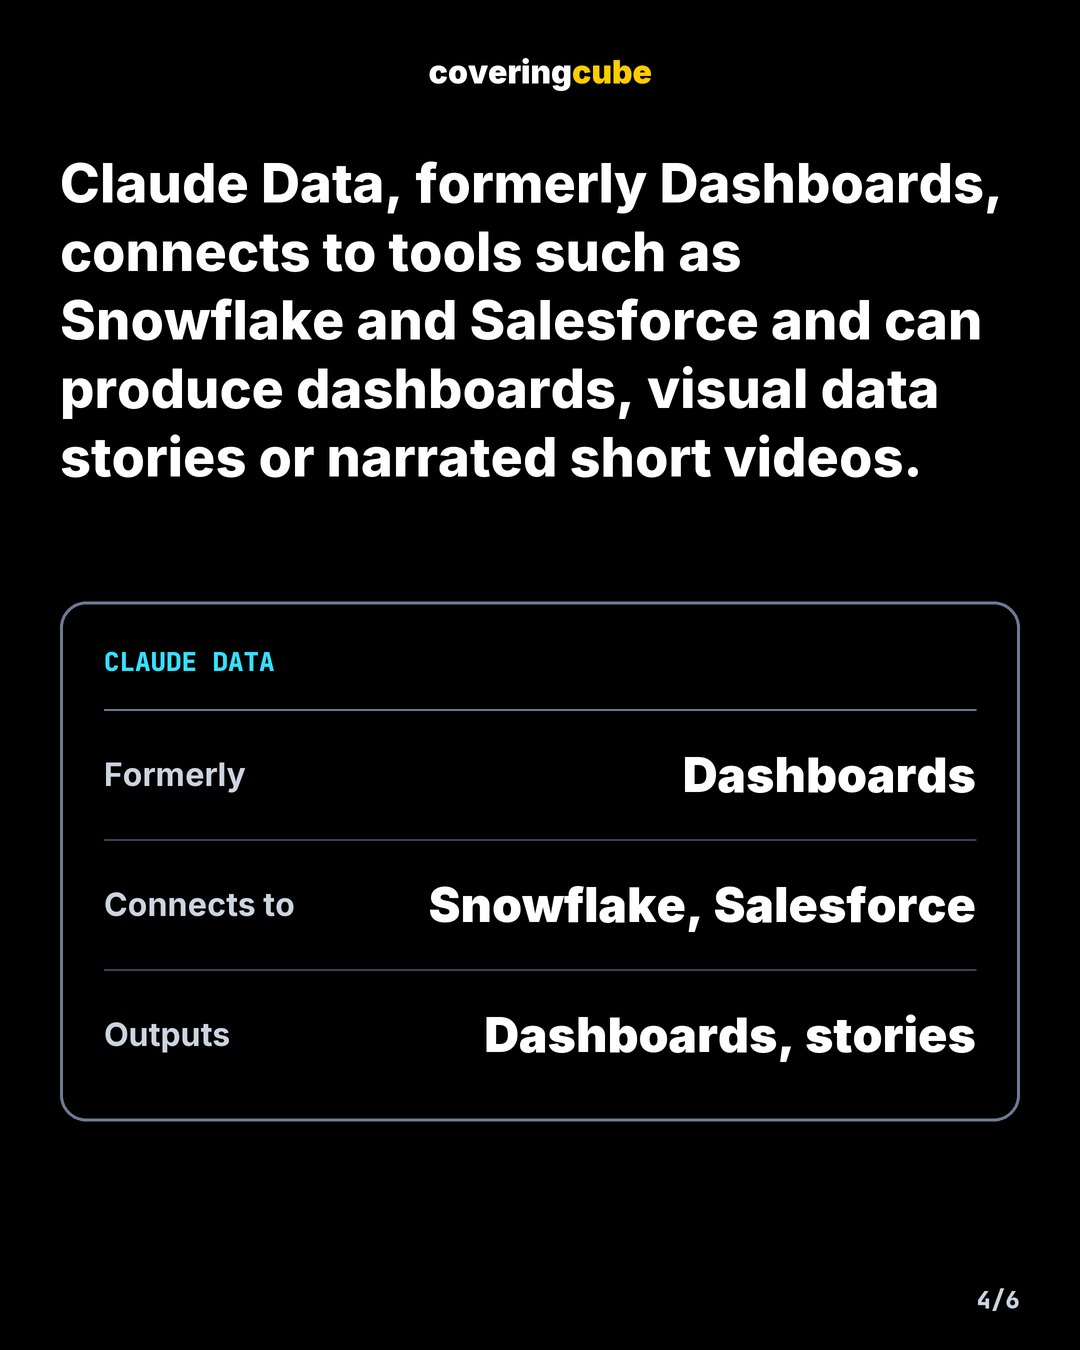 coveringcube
Claude Data, formerly Dashboards,
connects to tools such as
Snowflake and Salesforce and can
produce dashboards, visual data
stories or narrated short videos.
CLAUDE DATA
Formerly
Dashboards
Connects to
Snowflake, Salesforce
Outputs
Dashboards, stories
4/6